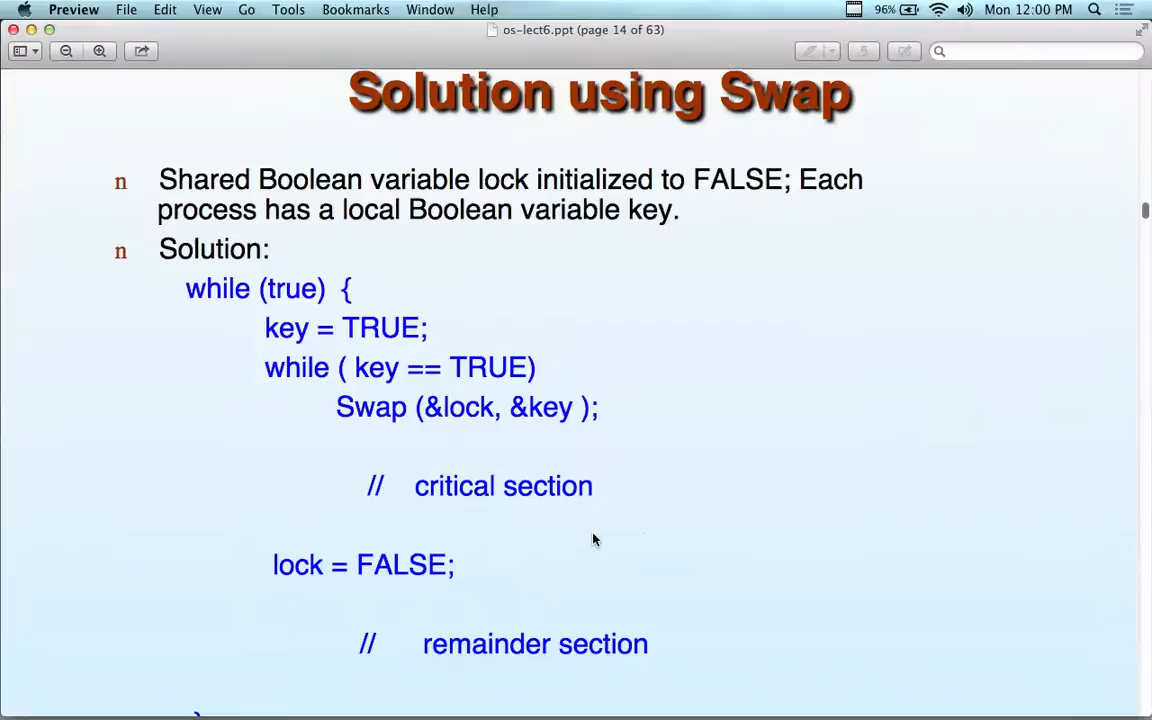 Preview File Edit View Go Tools Bookmarks Window Help 96% Mon 12:00 PM
os-lect6.ppt (page 14 of 63)
Solution using Swap
n Shared Boolean variable lock initialized to FALSE; Each
process has a local Boolean variable key.
n Solution:
while (true) {
key = TRUE;
while ( key == TRUE)
Swap (&lock, &key );
// critical section
lock = FALSE;
// remainder section
}